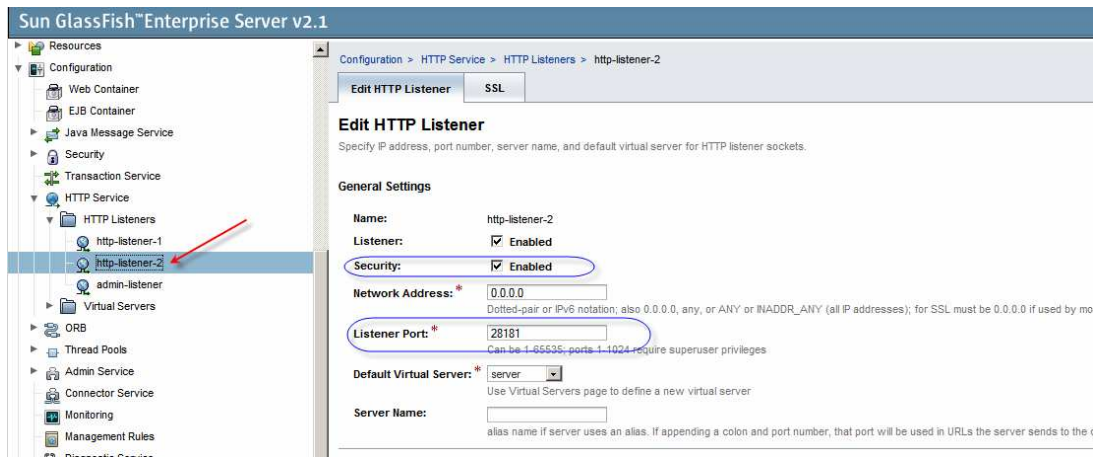 Sun GlassFish™ Enterprise Server v2.1
Resources
Configuration
Web Container
EJB Container
Java Message Service
Security
Transaction Service
HTTP Service
HTTP Listeners
http-listener-1
http-listener-2
admin-listener
Virtual Servers
ORB
Thread Pools
Admin Service
Connector Service
Monitoring
Management Rules
Diagnostic Service
Configuration > HTTP Service > HTTP Listeners > http-listener-2
Edit HTTP Listener SSL
Edit HTTP Listener
Specify IP address, port number, server name, and default virtual server for HTTP listener sockets.
General Settings
Name: http-listener-2
Listener: Enabled
Security: Enabled
Network Address: * 0.0.0.0
Dotted-pair or IPv6 notation; also 0.0.0.0, any, or ANY or INADDR_ANY (all IP addresses); for SSL must be 0.0.0.0 if used by mo
Listener Port: * 28181
Can be 1-65535; ports 1-1024 require superuser privileges
Default Virtual Server: * server
Use Virtual Servers page to define a new virtual server
Server Name:
alias name if server uses an alias. If appending a colon and port number, that port will be used in URLs the server sends to the c